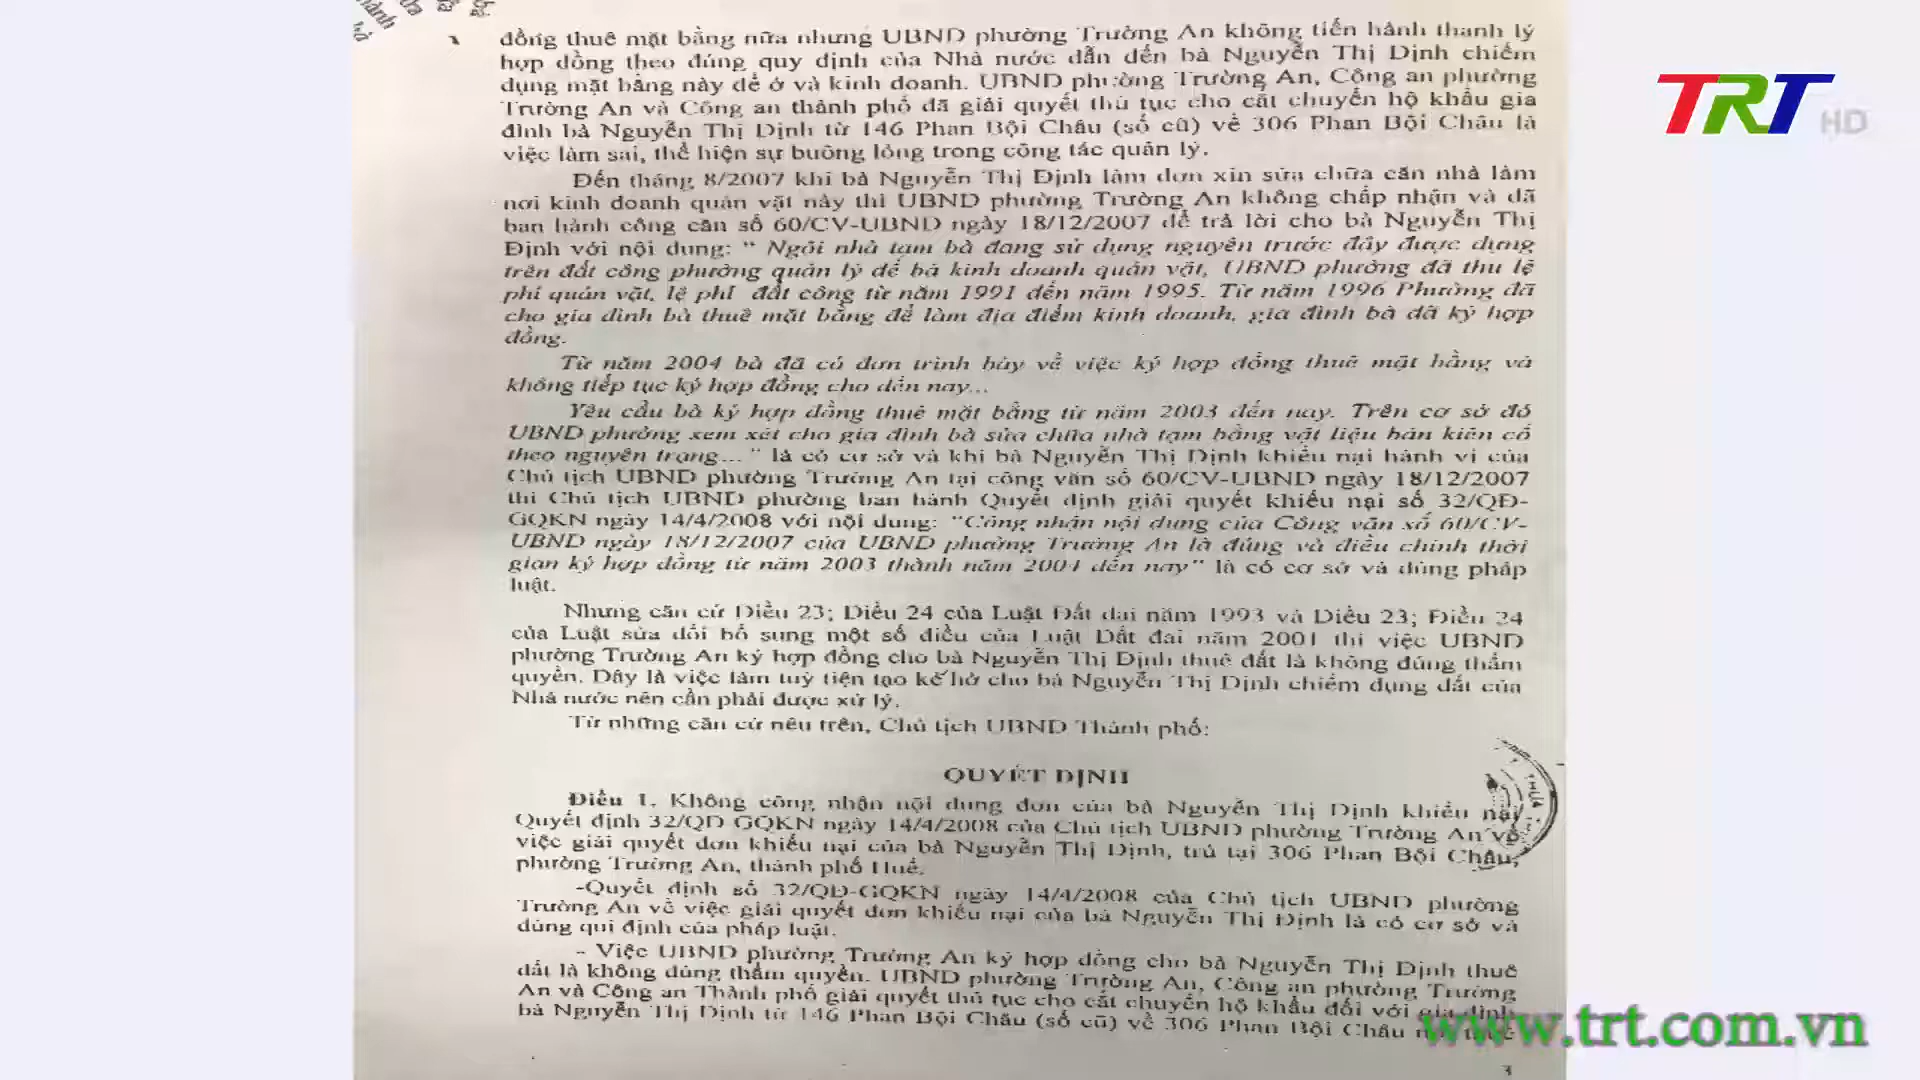 đồng thuê mặt bằng nữa nhưng UBND phường Trường An không tiến hành thanh lý
hợp đồng theo đúng quy định của Nhà nước dẫn đến bà Nguyễn Thị Định chiếm
dụng mặt bằng này để ở và kinh doanh. UBND phường Trường An, Công an phường
Trường An và Công an thành phố đã giải quyết thủ tục cho cắt chuyển hộ khẩu gia
đình bà Nguyễn Thị Định từ 146 Phan Bội Châu (số cũ) về 306 Phan Bội Châu là
việc làm sai, thể hiện sự buông lỏng trong công tác quản lý.
Đến tháng 8/2007 khi bà Nguyễn Thị Định làm đơn xin sửa chữa căn nhà làm
nơi kinh doanh quán vặt này thì UBND phường Trường An không chấp nhận và đã
ban hành công căn số 60/CV-UBND ngày 18/12/2007 để trả lời cho bà Nguyễn Thị
Định với nội dung: “ Ngôi nhà tạm bà đang sử dụng nguyên trước đây được dựng
trên đất công phường quản lý để bà kinh doanh quán vặt, UBND phường đã thu lệ
phí quán vặt, lệ phí đất công từ năm 1991 đến năm 1995. Từ năm 1996 Phường đã
cho gia đình bà thuê mặt bằng để làm địa điểm kinh doanh, gia đình bà đã ký hợp
đồng.
Từ năm 2004 bà đã có đơn trình bày về việc ký hợp đồng thuê mặt bằng và
không tiếp tục ký hợp đồng cho đến nay...
Yêu cầu bà ký hợp đồng thuê mặt bằng từ năm 2003 đến nay. Trên cơ sở đó
UBND phường xem xét cho gia đình bà sửa chữa nhà tạm bằng vật liệu bán kiên cố
theo nguyên trạng...” là có cơ sở và khi bà Nguyễn Thị Định khiếu nại hành vi của
Chủ tịch UBND phường Trường An tại công văn số 60/CV-UBND ngày 18/12/2007
thì Chủ tịch UBND phường ban hành Quyết định giải quyết khiếu nại số 32/QĐ-
GQKN ngày 14/4/2008 với nội dung: “Công nhận nội dung của Công văn số 60/CV-
UBND ngày 18/12/2007 của UBND phường Trường An là đúng và điều chỉnh thời
gian ký hợp đồng từ năm 2003 thành năm 2004 đến nay” là có cơ sở và đúng pháp
luật.
Nhưng căn cứ Điều 23; Điều 24 của Luật Đất đai năm 1993 và Điều 23; Điều 24
của Luật sửa đổi bổ sung một số điều của Luật Đất đai năm 2001 thì việc UBND
phường Trường An ký hợp đồng cho bà Nguyễn Thị Định thuê đất là không đúng thẩm
quyền. Đây là việc làm tuỳ tiện tạo kẽ hở cho bà Nguyễn Thị Định chiếm dụng đất của
Nhà nước nên cần phải được xử lý.
Từ những căn cứ nêu trên, Chủ tịch UBND Thành phố:
QUYẾT ĐỊNH
Điều 1. Không công nhận nội dung đơn của bà Nguyễn Thị Định khiếu nại
Quyết định 32/QĐ GQKN ngày 14/4/2008 của Chủ tịch UBND phường Trường An về
việc giải quyết đơn khiếu nại của bà Nguyễn Thị Định, trú tại 306 Phan Bội Châu,
phường Trường An, thành phố Huế.
-Quyết định số 32/QĐ-GQKN ngày 14/4/2008 của Chủ tịch UBND phường
Trường An về việc giải quyết đơn khiếu nại của bà Nguyễn Thị Định là có cơ sở và
đúng qui định của pháp luật.
- Việc UBND phường Trường An ký hợp đồng cho bà Nguyễn Thị Định thuê
đất là không đúng thẩm quyền. UBND phường Trường An, Công an phường Trường
An và Công an Thành phố giải quyết thủ tục cho cắt chuyển hộ khẩu đối với gia đình
bà Nguyễn Thị Định từ 146 Phan Bội Châu (số cũ) về 306 Phan Bội Châu
3
TRT HD
www.trt.com.vn